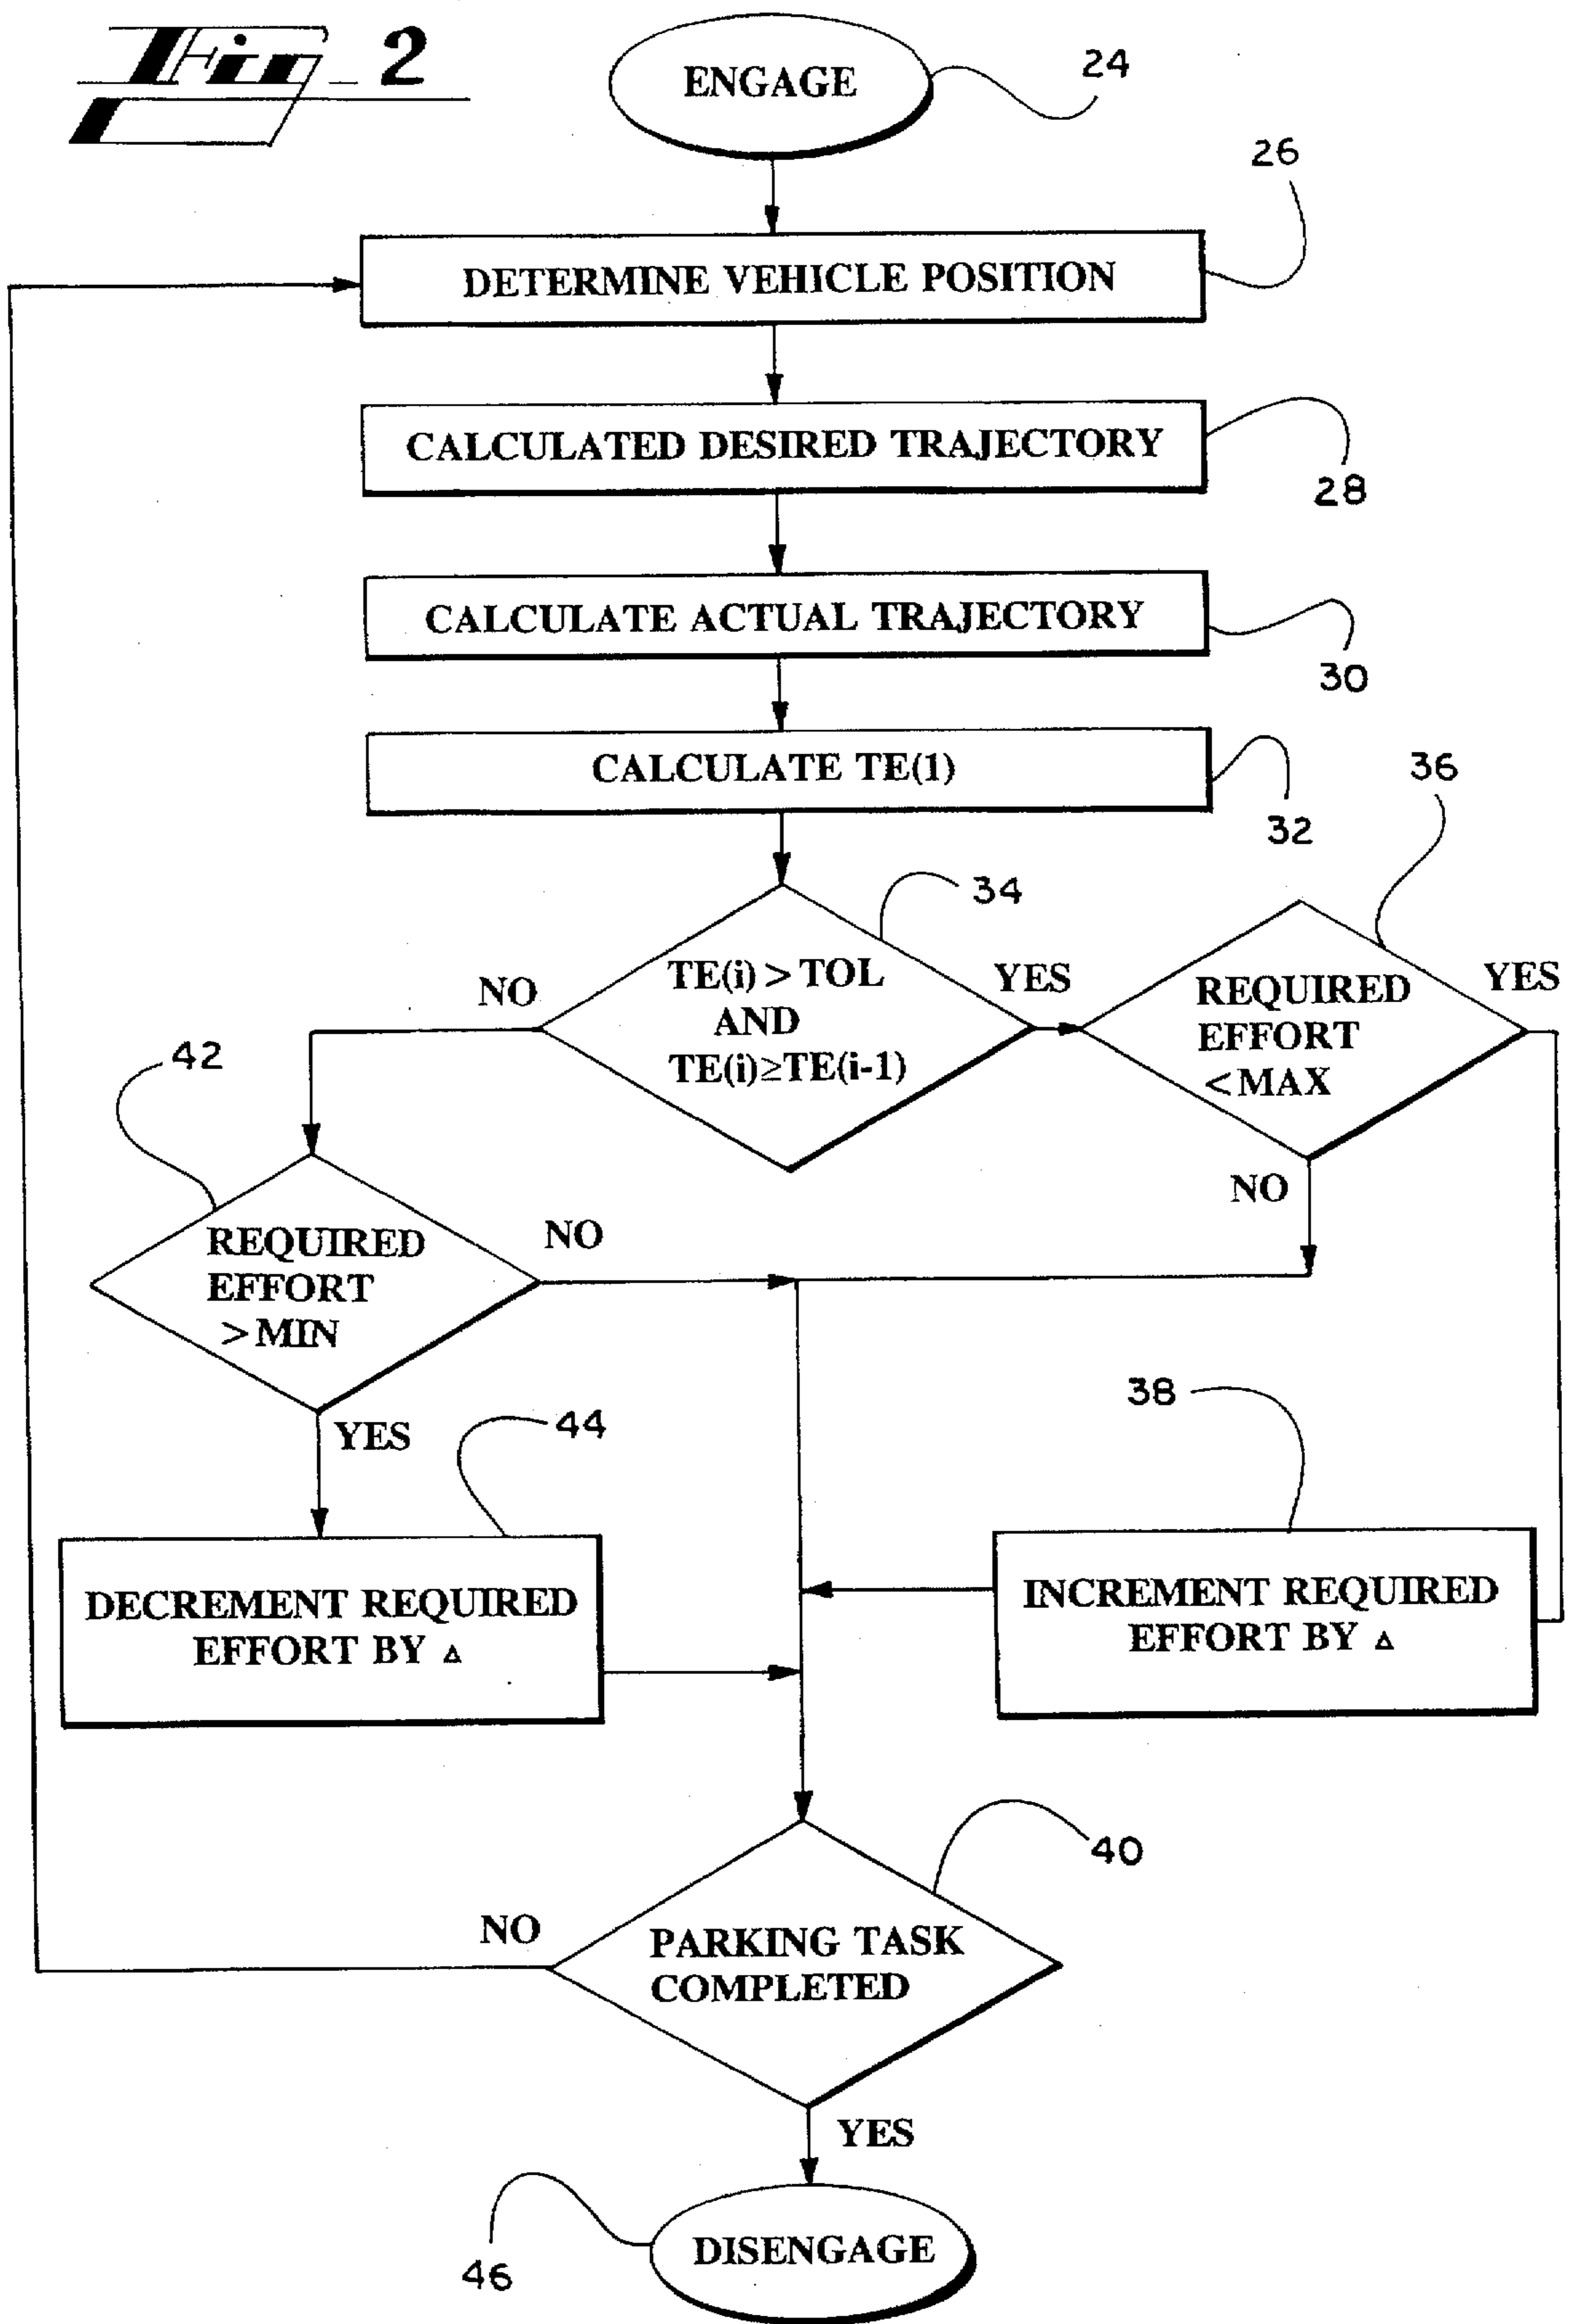 Fig_ 2
ENGAGE
24
26
DETERMINE VEHICLE POSITION
CALCULATED DESIRED TRAJECTORY
28
CALCULATE ACTUAL TRAJECTORY
30
CALCULATE TE(1)
32
36
34
TE(i) > TOL
AND
TE(i)≥TE(i-1)
NO
YES
REQUIRED
EFFORT
<MAX
YES
NO
42
REQUIRED
EFFORT
>MIN
NO
YES
44
38
DECREMENT REQUIRED
EFFORT BY Δ
INCREMENT REQUIRED
EFFORT BY Δ
40
NO
PARKING TASK
COMPLETED
YES
DISENGAGE
46